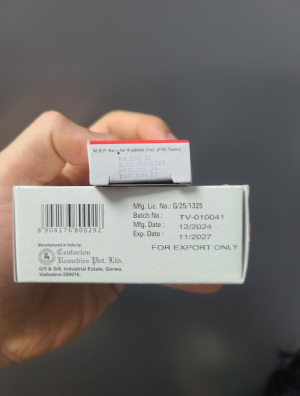 M.R.P. Rs. for 4 tablets (Incl. of All Taxes)
8904176800292
Mfg. Lic. No.: G/25/1325
Batch No.: TV-010041
Mfg. Date : 12/2024
Exp. Date : 11/2027
FOR EXPORT ONLY
Manufactured in India by:
Centurion
Remedies Pvt. Ltd.
G/5 & G/6, Industrial Estate, Gorwa,
Vadodara-390016.